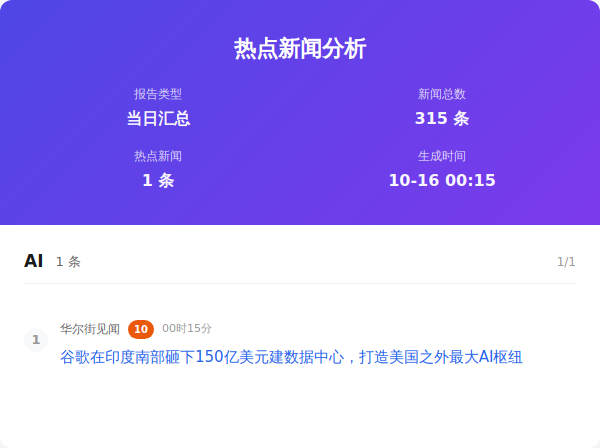 热点新闻分析
报告类型
新闻总数
当日汇总
315 条
热点新闻
生成时间
1 条
10-16 00:15
AI 1 条 1/1
华尔街见闻 10 00时15分
1
谷歌在印度南部砸下150亿美元建数据中心，打造美国之外最大AI枢纽